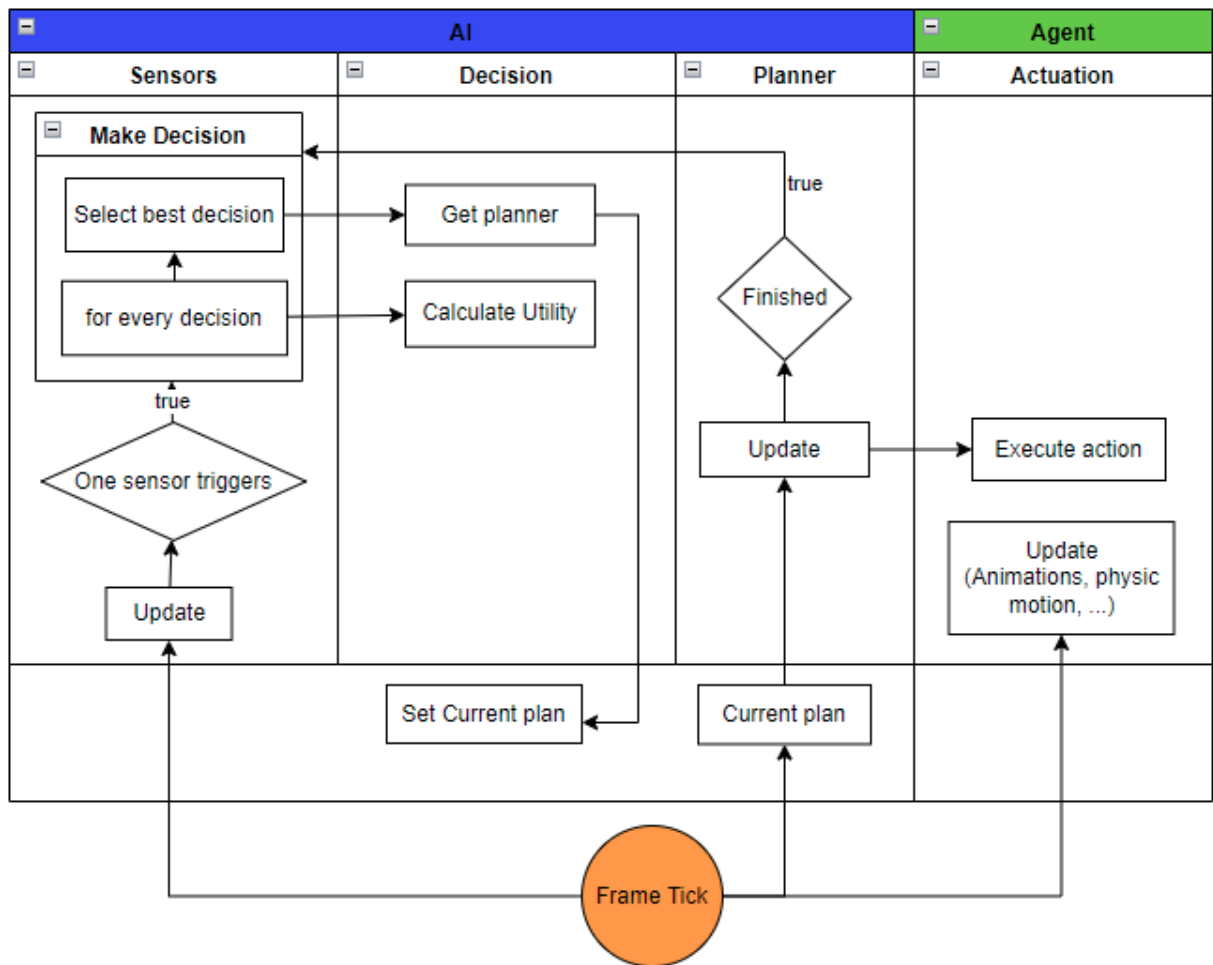 AI
Agent
Sensors
Decision
Planner
Actuation
Make Decision
true
Select best decision
Get planner
Finished
for every decision
Calculate Utility
true
One sensor triggers
Update
Execute action
Update
(Animations, physic
motion, ...)
Update
Set Current plan
Current plan
Frame Tick